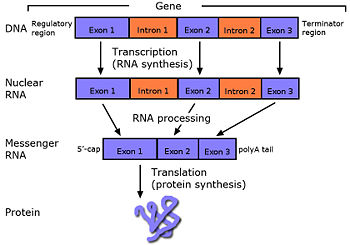 Gene
DNA Regulatory region Exon 1 Intron 1 Exon 2 Intron 2 Exon 3 Terminator region
Transcription
(RNA synthesis)
Nuclear RNA Exon 1 Intron 1 Exon 2 Intron 2 Exon 3
RNA processing
Messenger RNA 5'-cap Exon 1 Exon 2 Exon 3 polyA tail
Translation
(protein synthesis)
Protein